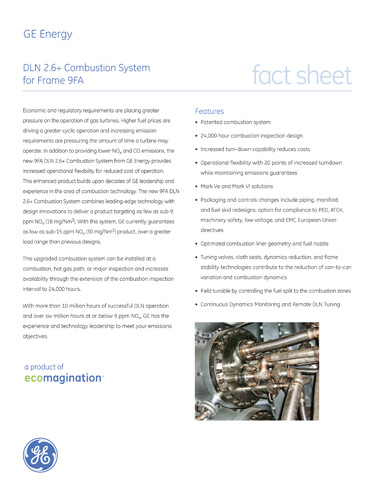 GE Energy
DLN 2.6+ Combustion System
for Frame 9FA
fact sheet
Economic and regulatory requirements are placing greater
pressure on the operation of gas turbines. Higher fuel prices are
driving a greater cyclic operation and increasing emission
requirements are pressuring the amount of time a turbine may
operate. In addition to providing lower NOx and CO emissions, the
new 9FA DLN 2.6+ Combustion System from GE Energy provides
increased operational flexibility for reduced cost of operation.
This enhanced product builds upon decades of GE leadership and
experience in the area of combustion technology. The new 9FA DLN
2.6+ Combustion System combines leading-edge technology with
design innovations to deliver a product targeting as few as sub-9
ppm NOx (18 mg/Nm3). With this system, GE currently guarantees
as low as sub-15 ppm NOx (30 mg/Nm3) product, over a greater
load range than previous designs.
This upgraded combustion system can be installed at a
combustion, hot gas path, or major inspection and increases
availability through the extension of the combustion inspection
interval to 24,000 hours.
With more than 10 million hours of successful DLN operation
and over six million hours at or below 9 ppm NOx, GE has the
experience and technology leadership to meet your emissions
objectives.
a product of
ecomagination™
Features
• Patented combustion system
• 24,000 hour combustion inspection design
• Increased turn-down capability reduces costs
• Operational flexibility with 20 points of increased turndown
while maintaining emissions guarantees
• Mark Ve and Mark VI solutions
• Packaging and controls changes include piping, manifold,
and fuel skid redesigns, option for compliance to PED, ATEX,
machinery safety, low voltage, and EMC European Union
directives
• Optimized combustion liner geometry and fuel nozzle
• Tuning valves, cloth seals, dynamics reduction, and flame
stability technologies contribute to the reduction of can-to-can
variation and combustion dynamics
• Field tunable by controlling the fuel split to the combustion zones
• Continuous Dynamics Monitoring and Remote DLN Tuning
GE